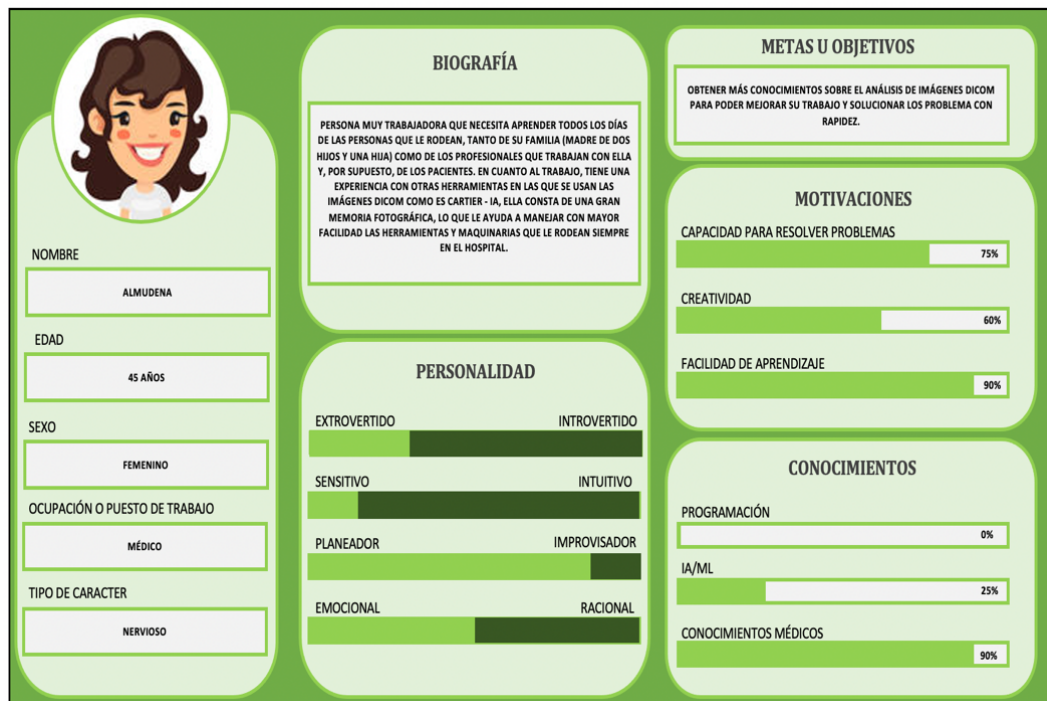 NOMBRE
ALMUDENA
EDAD
45 AÑOS
SEXO
FEMENINO
OCUPACIÓN O PUESTO DE TRABAJO
MÉDICO
TIPO DE CARACTER
NERVIOSO
BIOGRAFÍA
PERSONA MUY TRABAJADORA QUE NECESITA APRENDER TODOS LOS DÍAS
DE LAS PERSONAS QUE LE RODEAN, TANTO DE SU FAMILIA (MADRE DE DOS
HIJOS Y UNA HIJA) COMO DE LOS PROFESIONALES QUE TRABAJAN CON ELLA
Y, POR SUPUESTO, DE LOS PACIENTES. EN CUANTO AL TRABAJO, TIENE UNA
EXPERIENCIA CON OTRAS HERRAMIENTAS EN LAS QUE SE USAN LAS
IMÁGENES DICOM COMO ES CARTIER - IA, ELLA CONSTA DE UNA GRAN
MEMORIA FOTOGRÁFICA, LO QUE LE AYUDA A MANEJAR CON MAYOR
FACILIDAD LAS HERRAMIENTAS Y MAQUINARIAS QUE LE RODEAN SIEMPRE
EN EL HOSPITAL.
PERSONALIDAD
EXTROVERTIDO INTROVERTIDO
SENSITIVO INTUITIVO
PLANEADOR IMPROVISADOR
EMOCIONAL RACIONAL
METAS U OBJETIVOS
OBTENER MÁS CONOCIMIENTOS SOBRE EL ANÁLISIS DE IMÁGENES DICOM
PARA PODER MEJORAR SU TRABAJO Y SOLUCIONAR LOS PROBLEMA CON
RAPIDEZ.
MOTIVACIONES
CAPACIDAD PARA RESOLVER PROBLEMAS
75%
CREATIVIDAD
60%
FACILIDAD DE APRENDIZAJE
90%
CONOCIMIENTOS
PROGRAMACIÓN
0%
IA/ML
25%
CONOCIMIENTOS MÉDICOS
90%